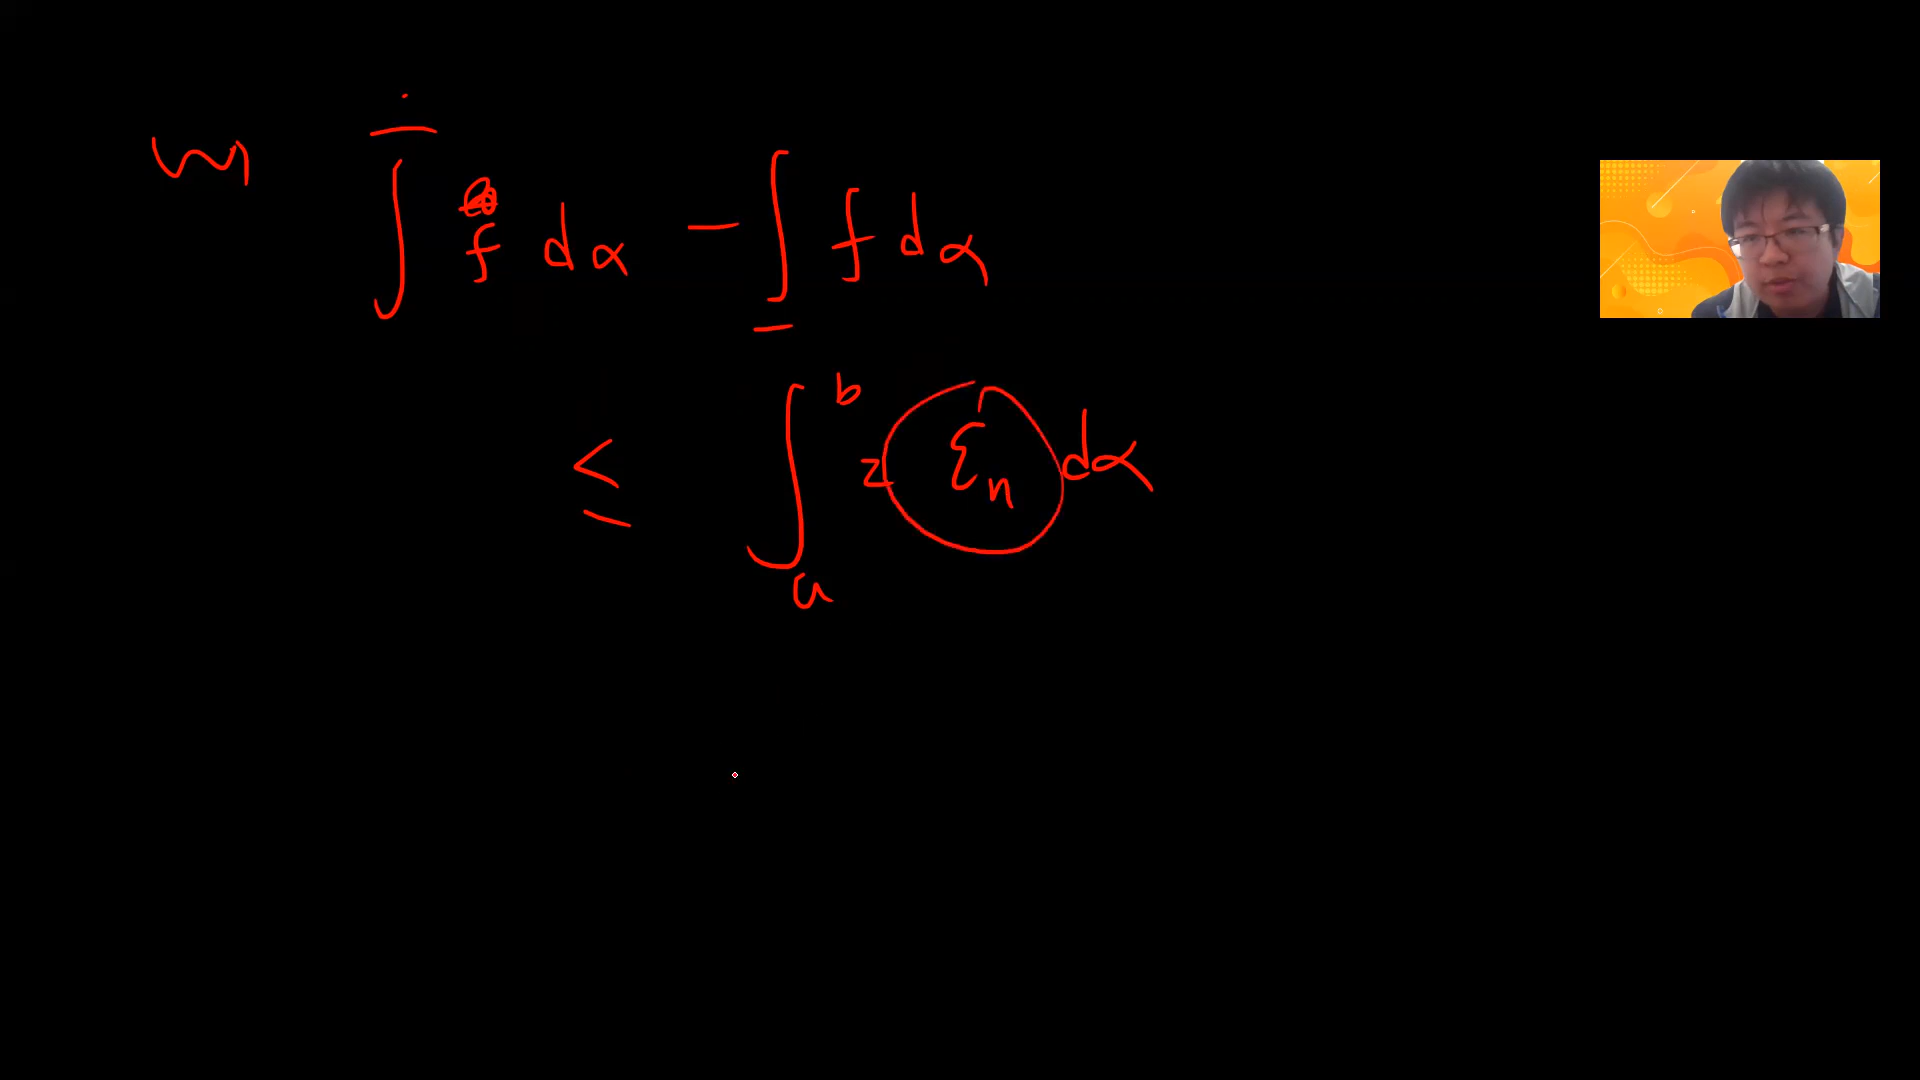 ∫̅ f dα − ∫̲ f dα
≤ ∫_a^b 2 ε_n dα